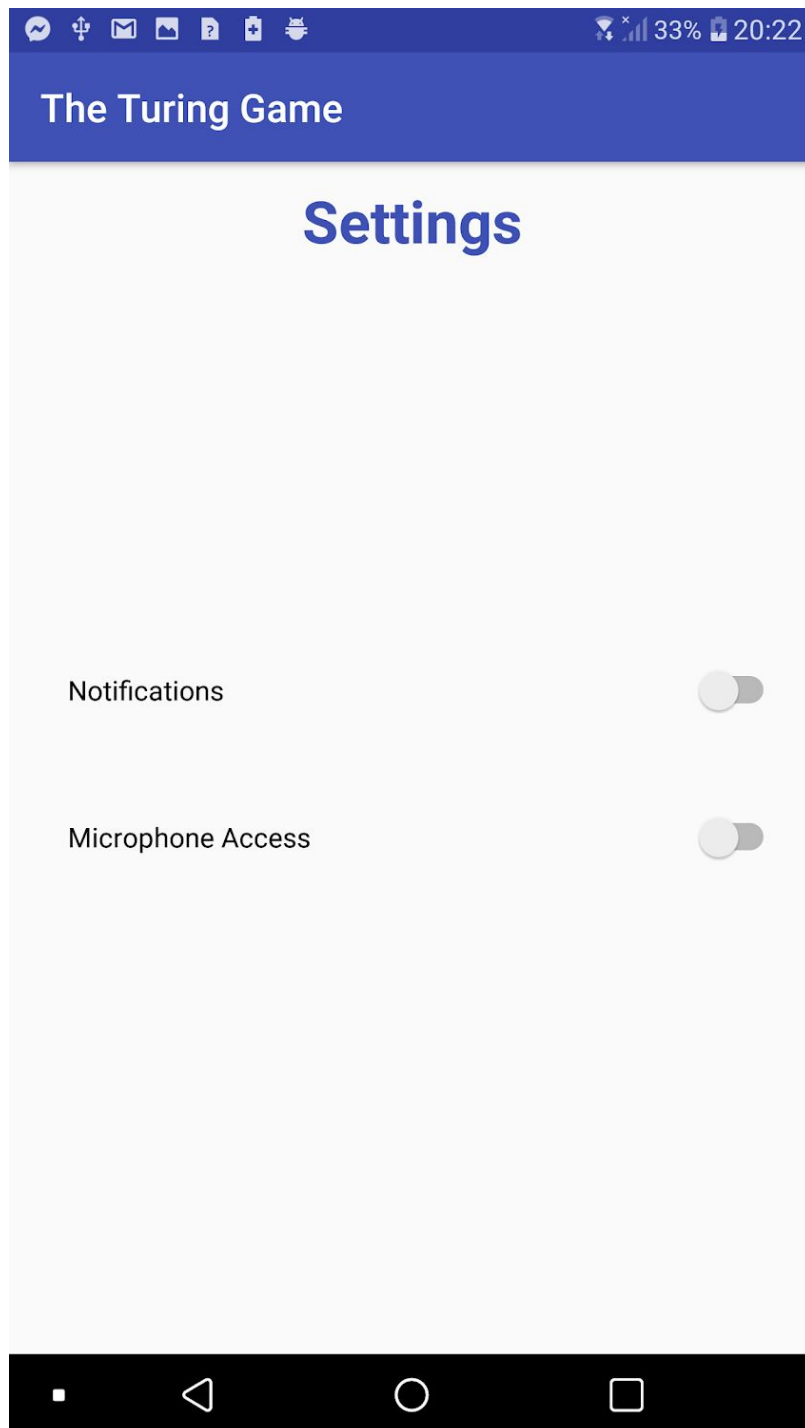 33% 20:22
The Turing Game
Settings
Notifications
Microphone Access